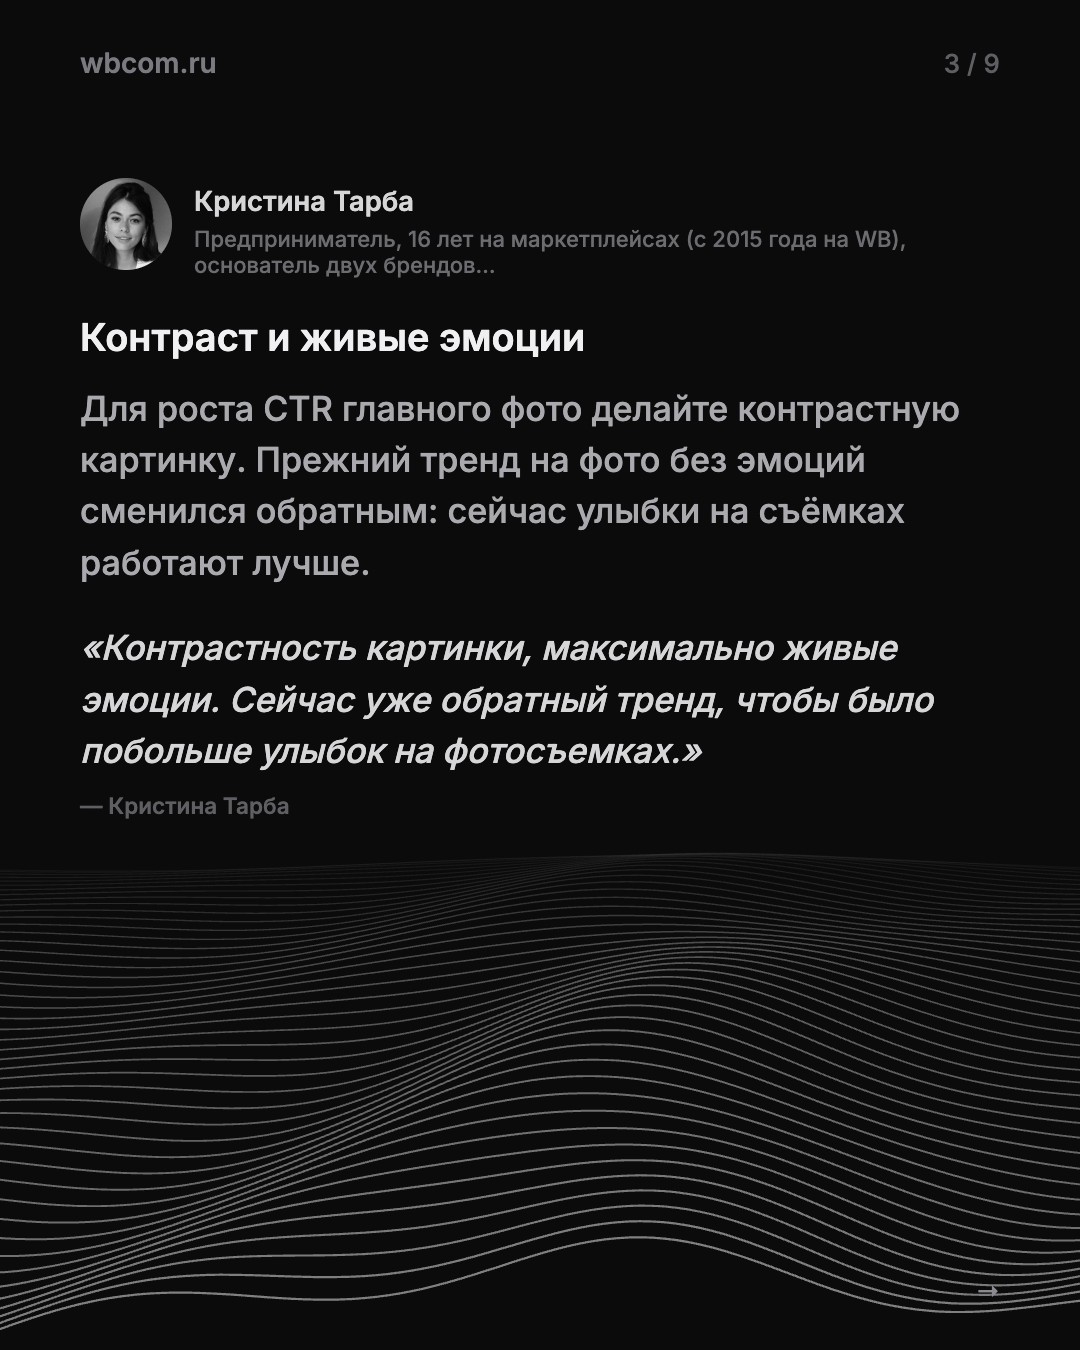 wbcom.ru
3 / 9
Кристина Тарба
Предприниматель, 16 лет на маркетплейсах (с 2015 года на WB),
основатель двух брендов...
Контраст и живые эмоции
Для роста CTR главного фото делайте контрастную
картинку. Прежний тренд на фото без эмоций
сменился обратным: сейчас улыбки на съёмках
работают лучше.
«Контрастность картинки, максимально живые
эмоции. Сейчас уже обратный тренд, чтобы было
побольше улыбок на фотосъемках.»
— Кристина Тарба
→